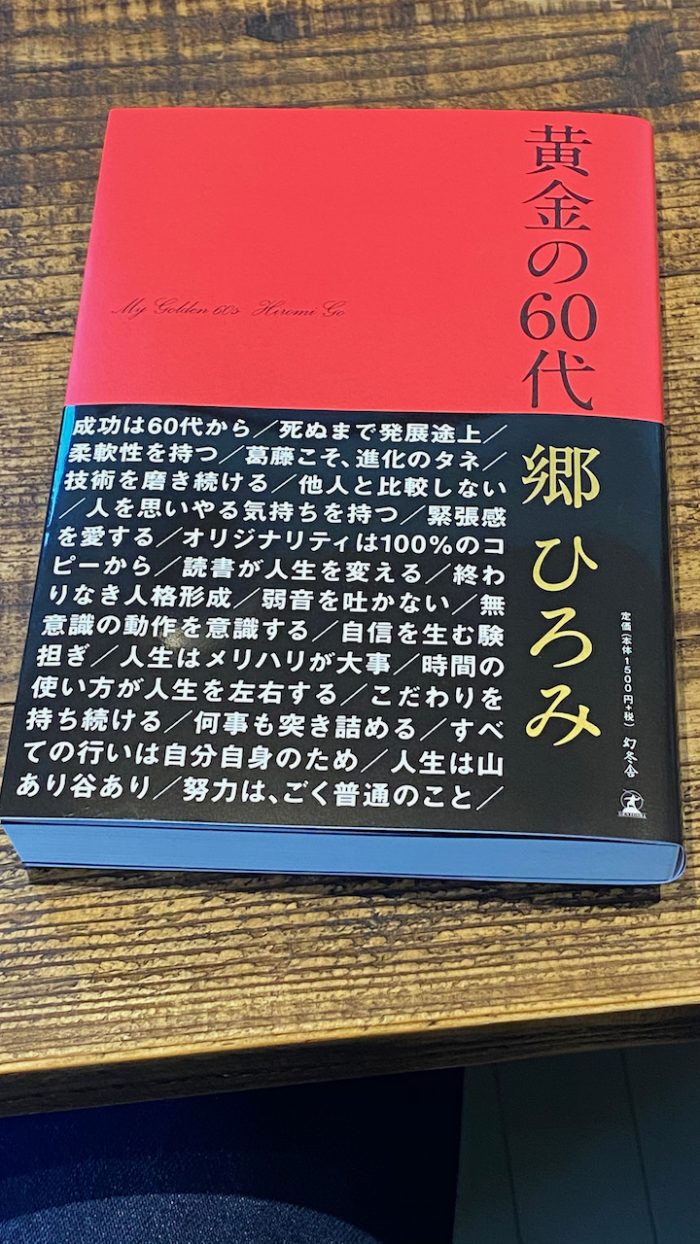 黄金の60代
郷ひろみ
My Golden 60s Hiromi Go
成功は60代から／死ぬまで発展途上／
柔軟性を持つ／葛藤こそ、進化のタネ／
技術を磨き続ける／他人と比較しない
／人を思いやる気持ちを持つ／緊張感
を愛する／オリジナリティは100%のコ
ピーから／読書が人生を変える／終わ
りなき人格形成／弱音を吐かない／無
意識の動作を意識する／自信を生む験
担ぎ／人生はメリハリが大事／時間の
使い方が人生を左右する／こだわりを
持ち続ける／何事も突き詰める／すべ
ての行いは自分自身のため／人生は山
あり谷あり／努力は、ごく普通のこと／
定価(本体1500円+税) 幻冬舎